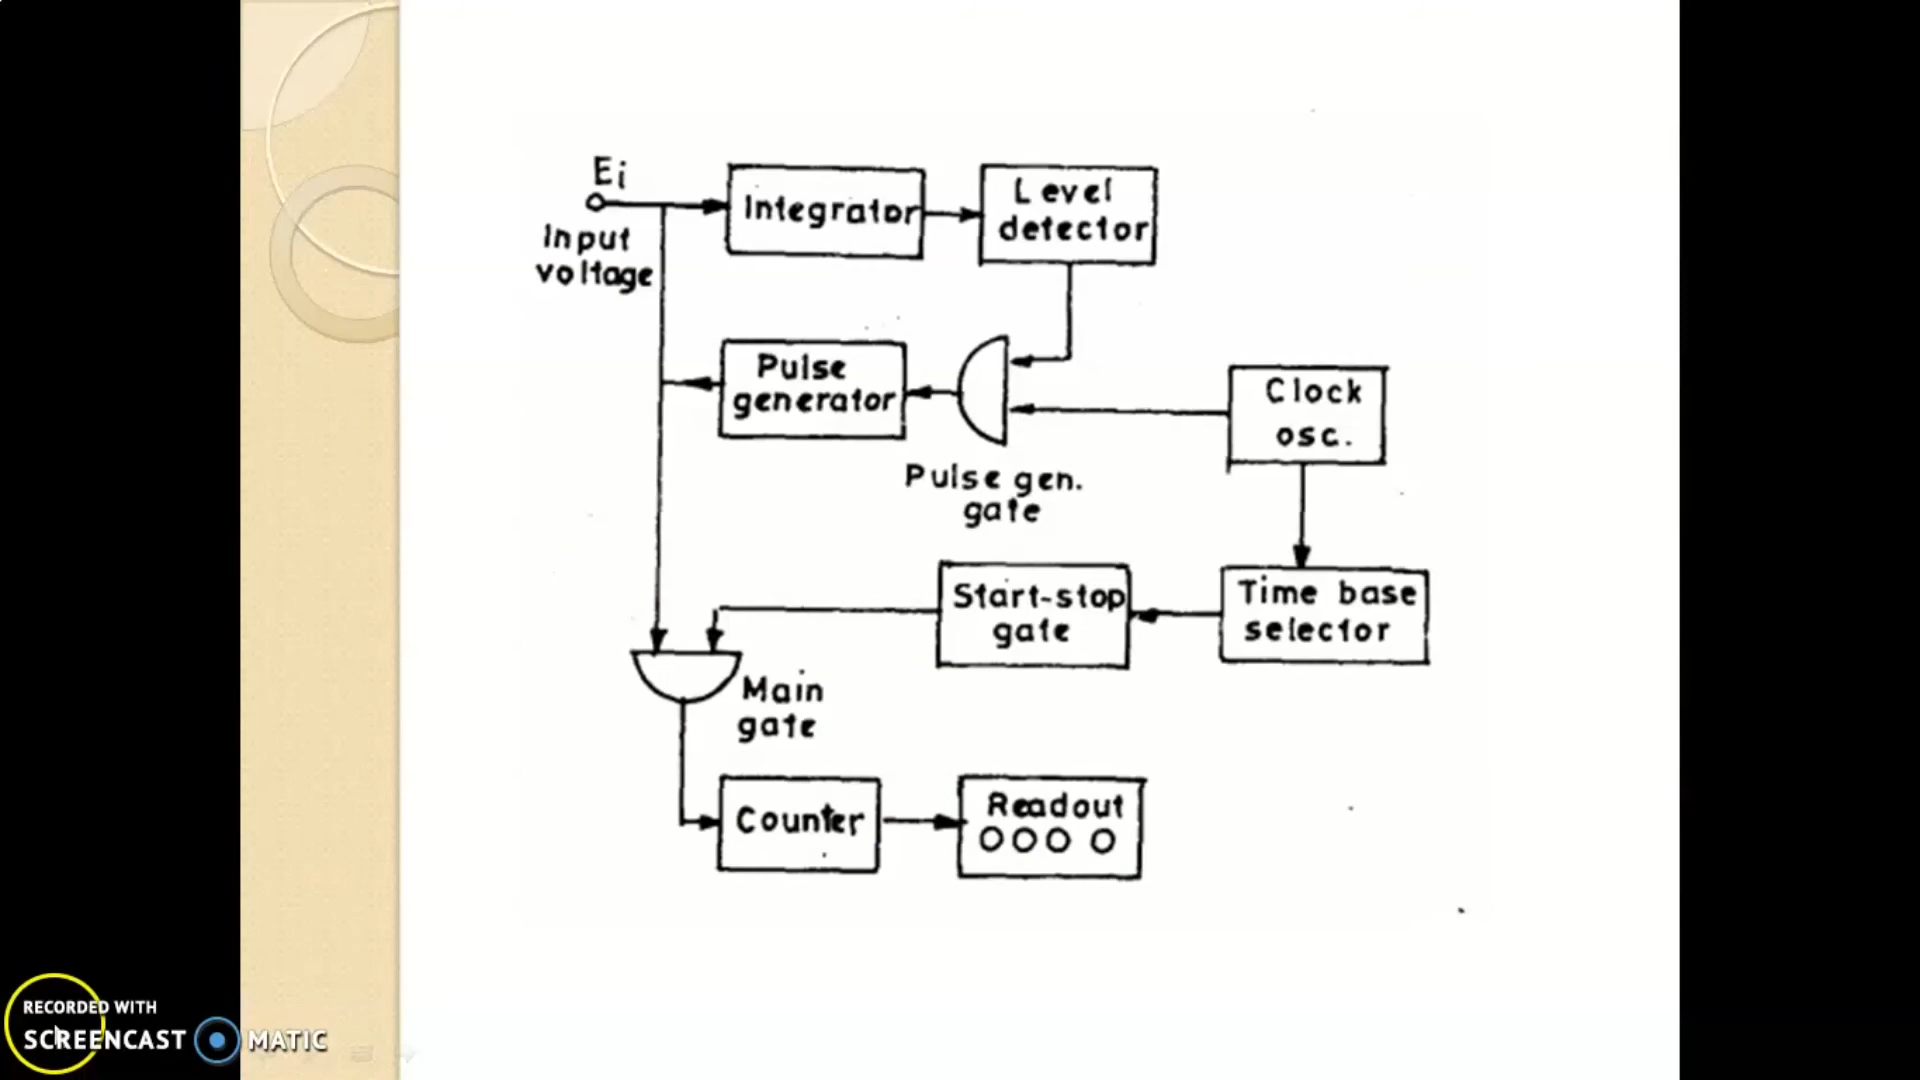 Ei
Input
voltage
Integrator
Level
detector
Pulse
generator
Pulse gen.
gate
Clock
osc.
Start-stop
gate
Time base
selector
Main
gate
Counter
Readout
RECORDED WITH
SCREENCAST MATIC